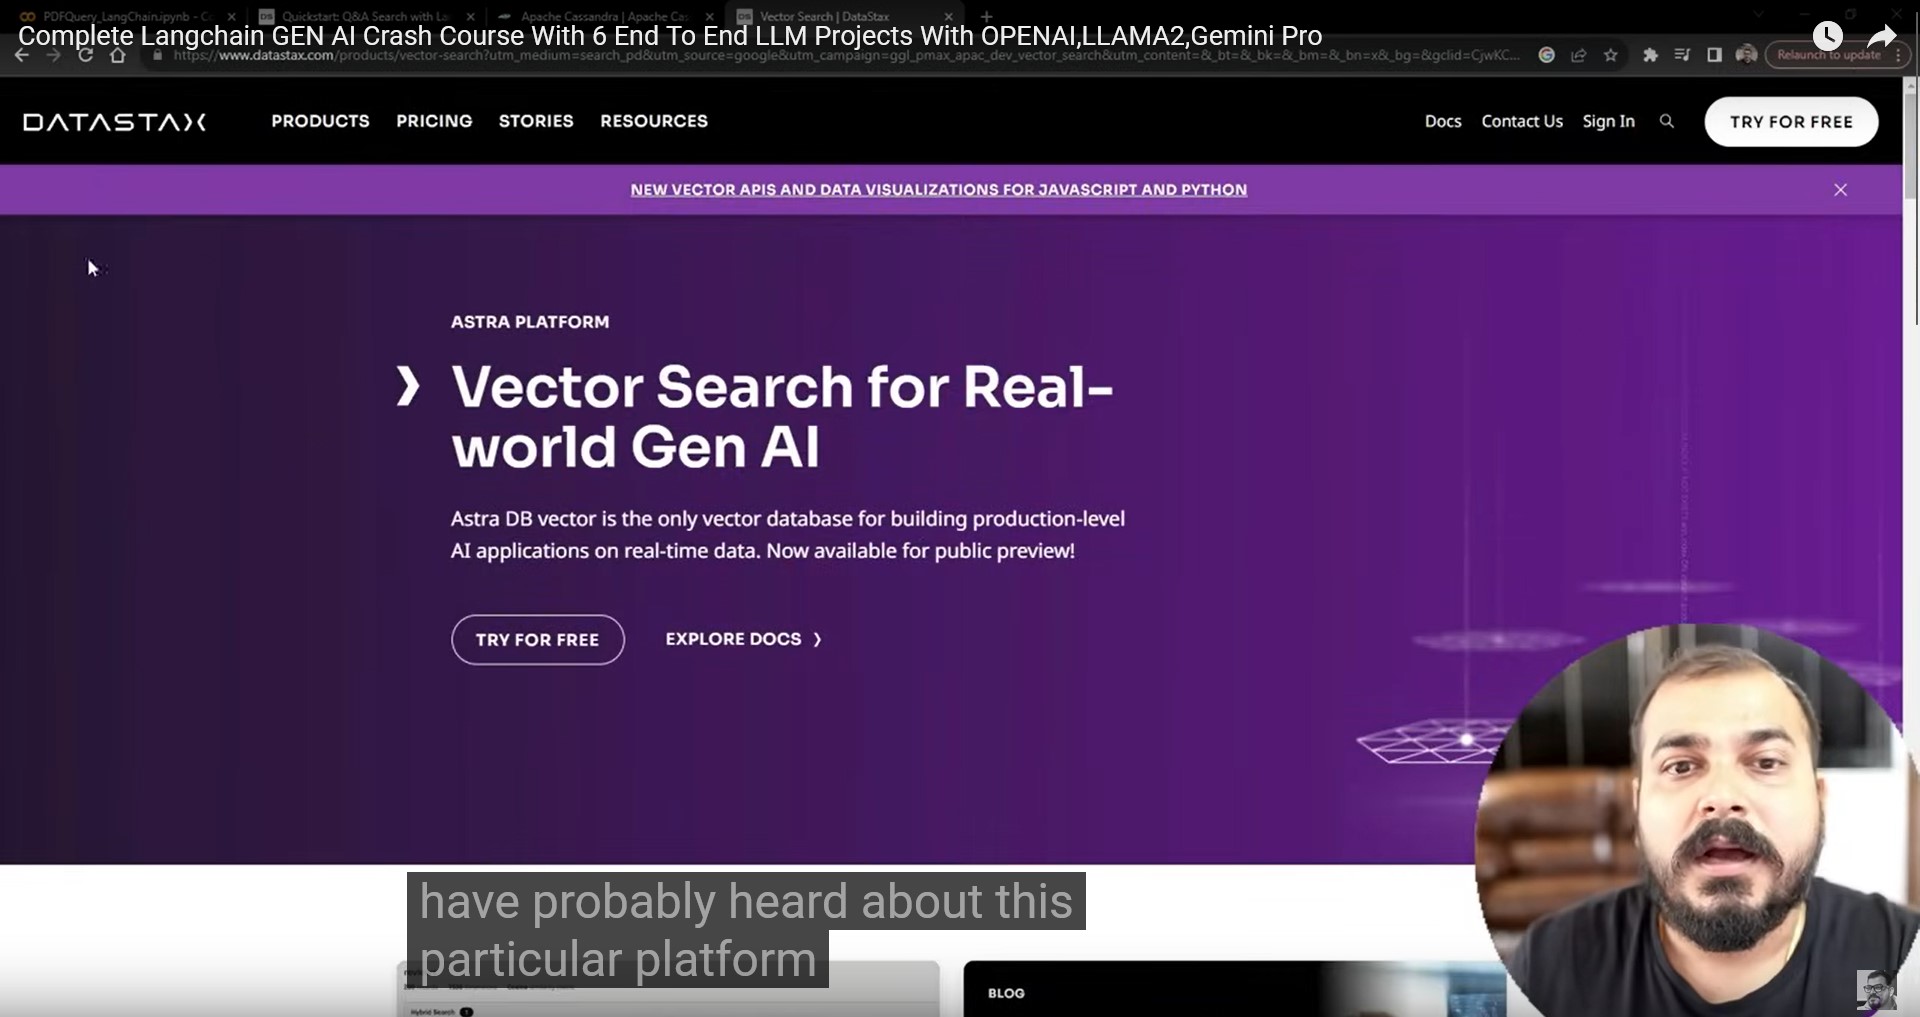 PDFQuery_LangChain.ipynb - C
Quickstart: Q&A Search with La
Apache Cassandra | Apache Cas
Vector Search | DataStax
Complete Langchain GEN AI Crash Course With 6 End To End LLM Projects With OPENAI,LLAMA2,Gemini Pro
https://www.datastax.com/products/vector-search?utm_medium=search_pd&utm_source=google&utm_campaign=ggl_pmax_apac_dev_vector_search&utm_content=&_bt=&_bk=&_bm=&_bn=x&_bg=&gclid=CjwKC...
Relaunch to update
DATASTAX
PRODUCTS PRICING STORIES RESOURCES
Docs Contact Us Sign In
TRY FOR FREE
NEW VECTOR APIS AND DATA VISUALIZATIONS FOR JAVASCRIPT AND PYTHON
ASTRA PLATFORM
Vector Search for Real-
world Gen AI
Astra DB vector is the only vector database for building production-level
AI applications on real-time data. Now available for public preview!
TRY FOR FREE
EXPLORE DOCS
have probably heard about this
particular platform
BLOG
Hybrid Search